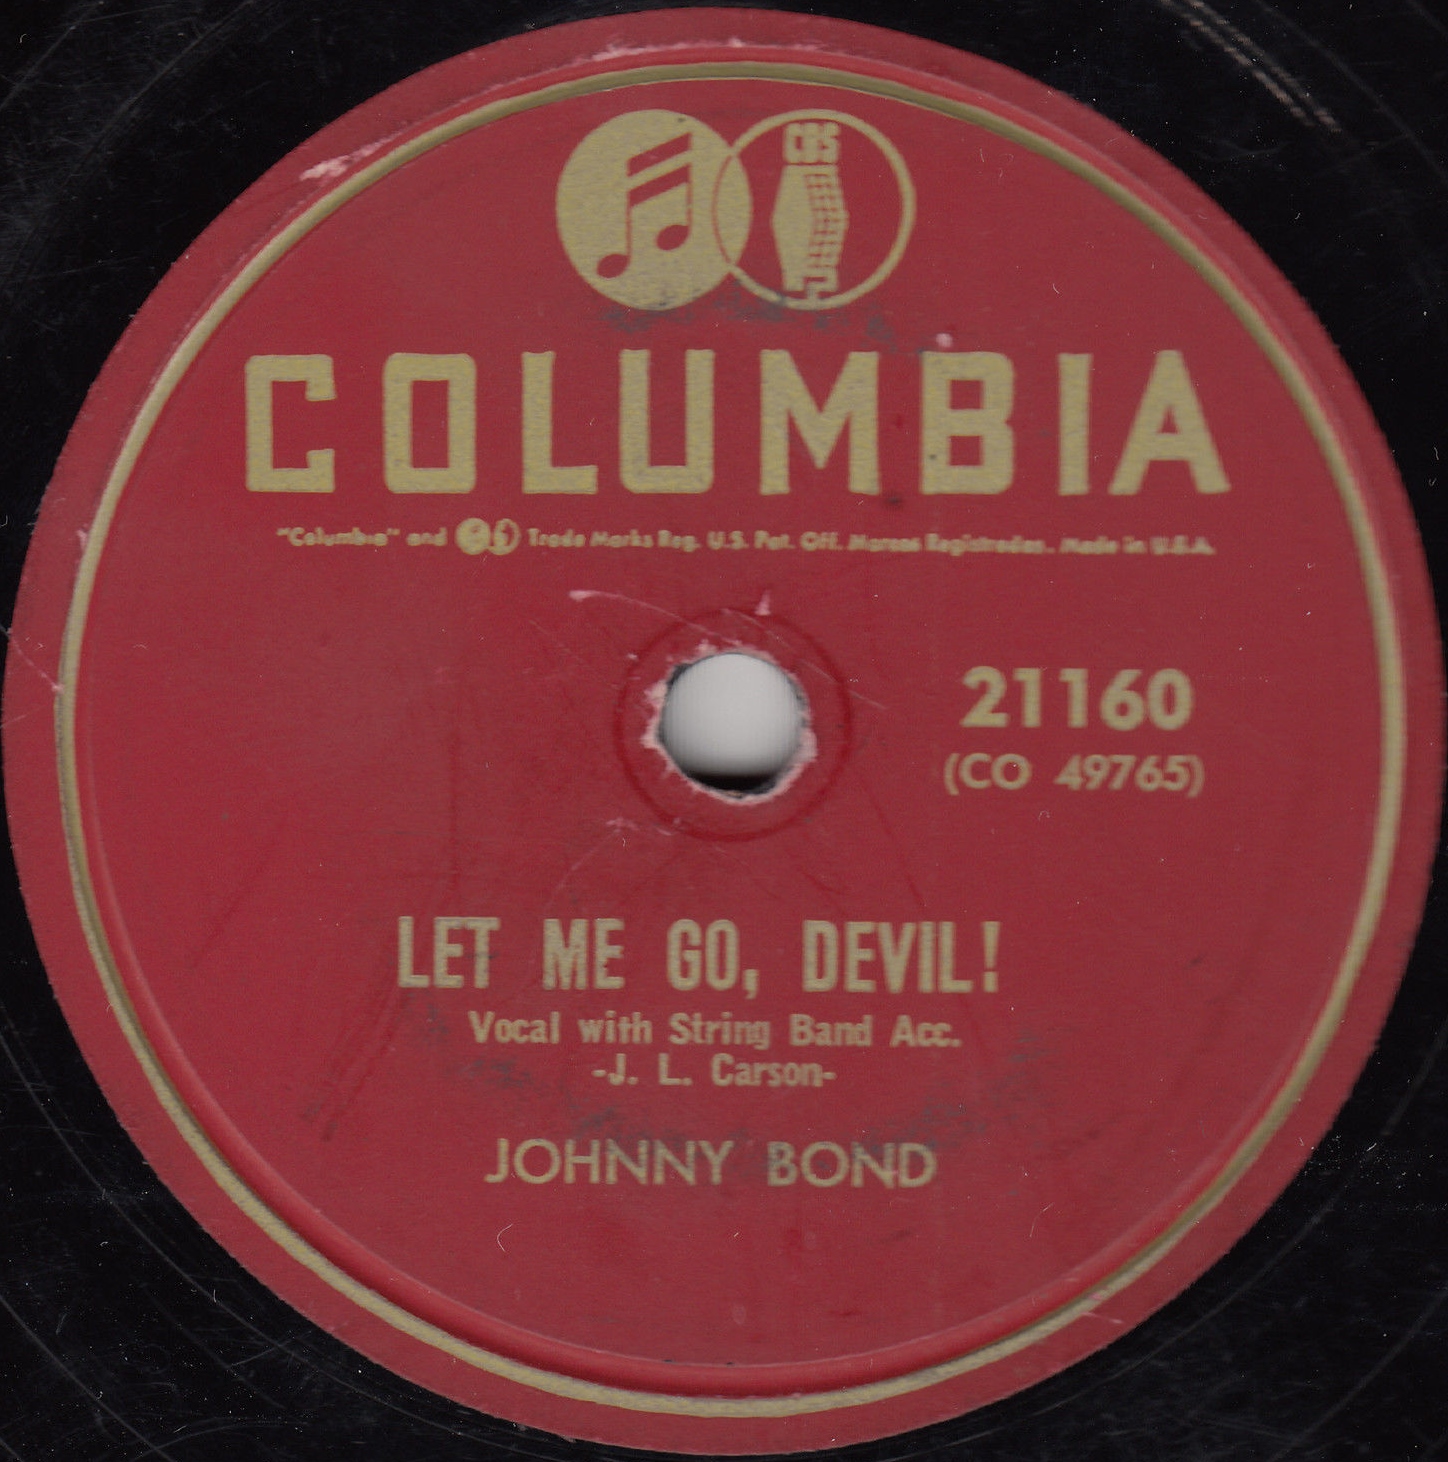 CBS
COLUMBIA
"Columbia" and Trade Marks Reg. U.S. Pat. Off. Marcas Registradas. Made in U.S.A.
21160
(CO 49765)
LET ME GO, DEVIL!
Vocal with String Band Acc.
-J. L. Carson-
JOHNNY BOND